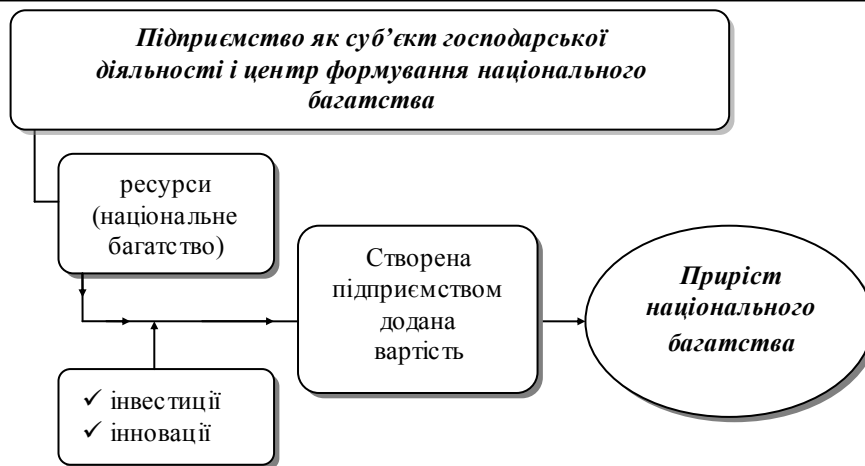 Підприємство як суб’єкт господарської
діяльності і центр формування національного
багатства
ресурси
(національне
багатство)
Створена
підприємством
додана
вартість
Приріст
національного
багатства
✓ інвестиції
✓ інновації